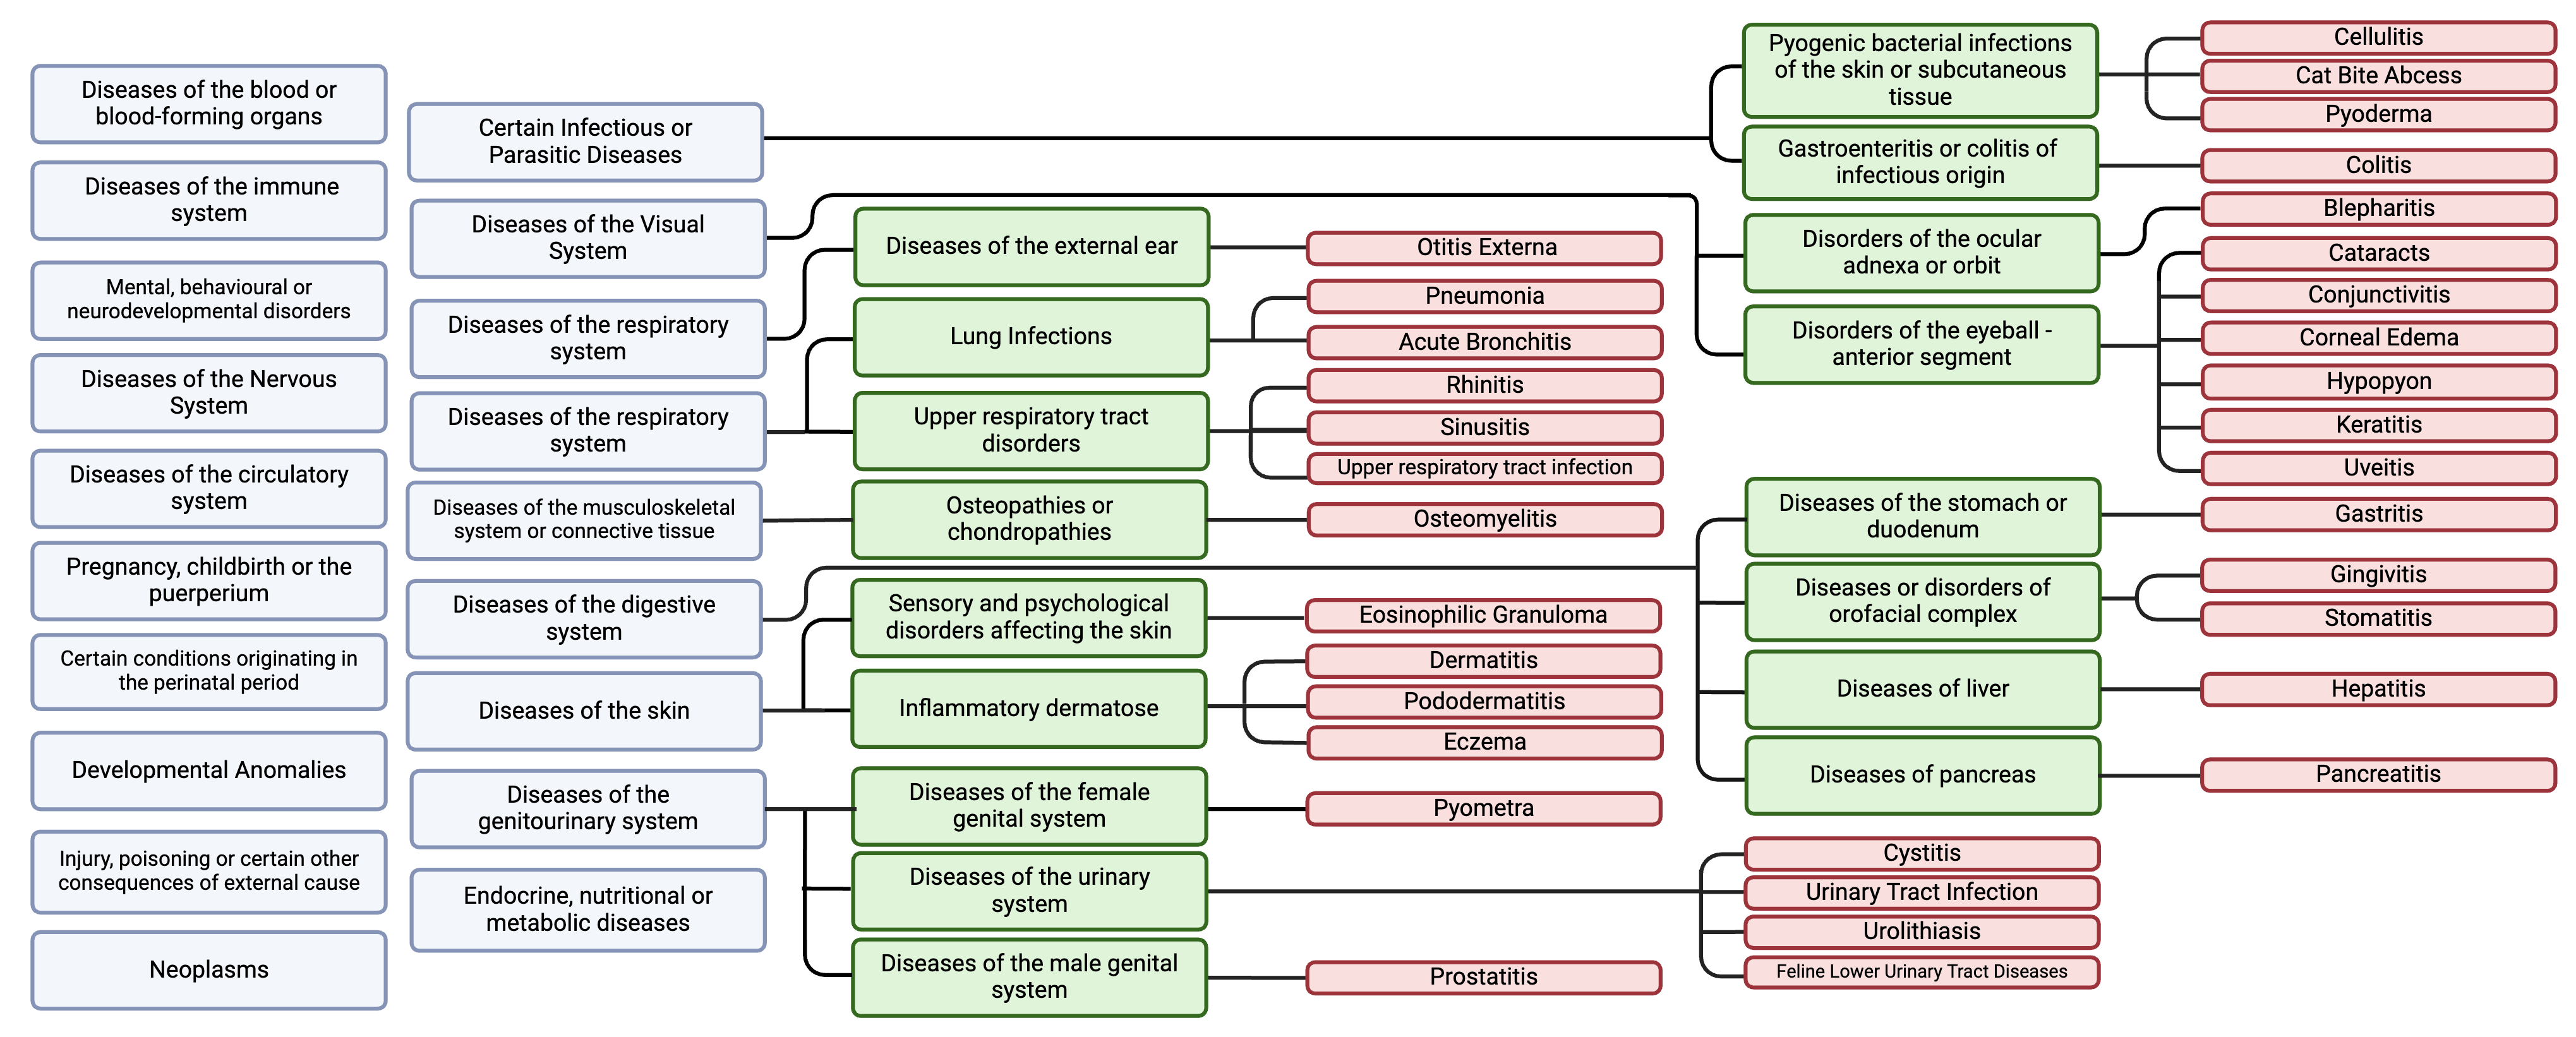 Diseases of the blood or
blood-forming organs
Diseases of the immune
system
Mental, behavioural or
neurodevelopmental disorders
Diseases of the Nervous
System
Diseases of the circulatory
system
Pregnancy, childbirth or the
puerperium
Certain conditions originating in
the perinatal period
Developmental Anomalies
Injury, poisoning or certain other
consequences of external cause
Neoplasms
Certain Infectious or
Parasitic Diseases
Diseases of the Visual
System
Diseases of the respiratory
system
Diseases of the respiratory
system
Diseases of the musculoskeletal
system or connective tissue
Diseases of the digestive
system
Diseases of the skin
Diseases of the
genitourinary system
Endocrine, nutritional or
metabolic diseases
Diseases of the external ear
Lung Infections
Upper respiratory tract
disorders
Osteopathies or
chondropathies
Sensory and psychological
disorders affecting the skin
Inflammatory dermatose
Diseases of the female
genital system
Diseases of the urinary
system
Diseases of the male genital
system
Otitis Externa
Pneumonia
Acute Bronchitis
Rhinitis
Sinusitis
Upper respiratory tract infection
Osteomyelitis
Eosinophilic Granuloma
Dermatitis
Pododermatitis
Eczema
Pyometra
Prostatitis
Pyogenic bacterial infections
of the skin or subcutaneous
tissue
Gastroenteritis or colitis of
infectious origin
Disorders of the ocular
adnexa or orbit
Disorders of the eyeball -
anterior segment
Diseases of the stomach or
duodenum
Diseases or disorders of
orofacial complex
Diseases of liver
Diseases of pancreas
Cystitis
Urinary Tract Infection
Urolithiasis
Feline Lower Urinary Tract Diseases
Cellulitis
Cat Bite Abcess
Pyoderma
Colitis
Blepharitis
Cataracts
Conjunctivitis
Corneal Edema
Hypopyon
Keratitis
Uveitis
Gastritis
Gingivitis
Stomatitis
Hepatitis
Pancreatitis